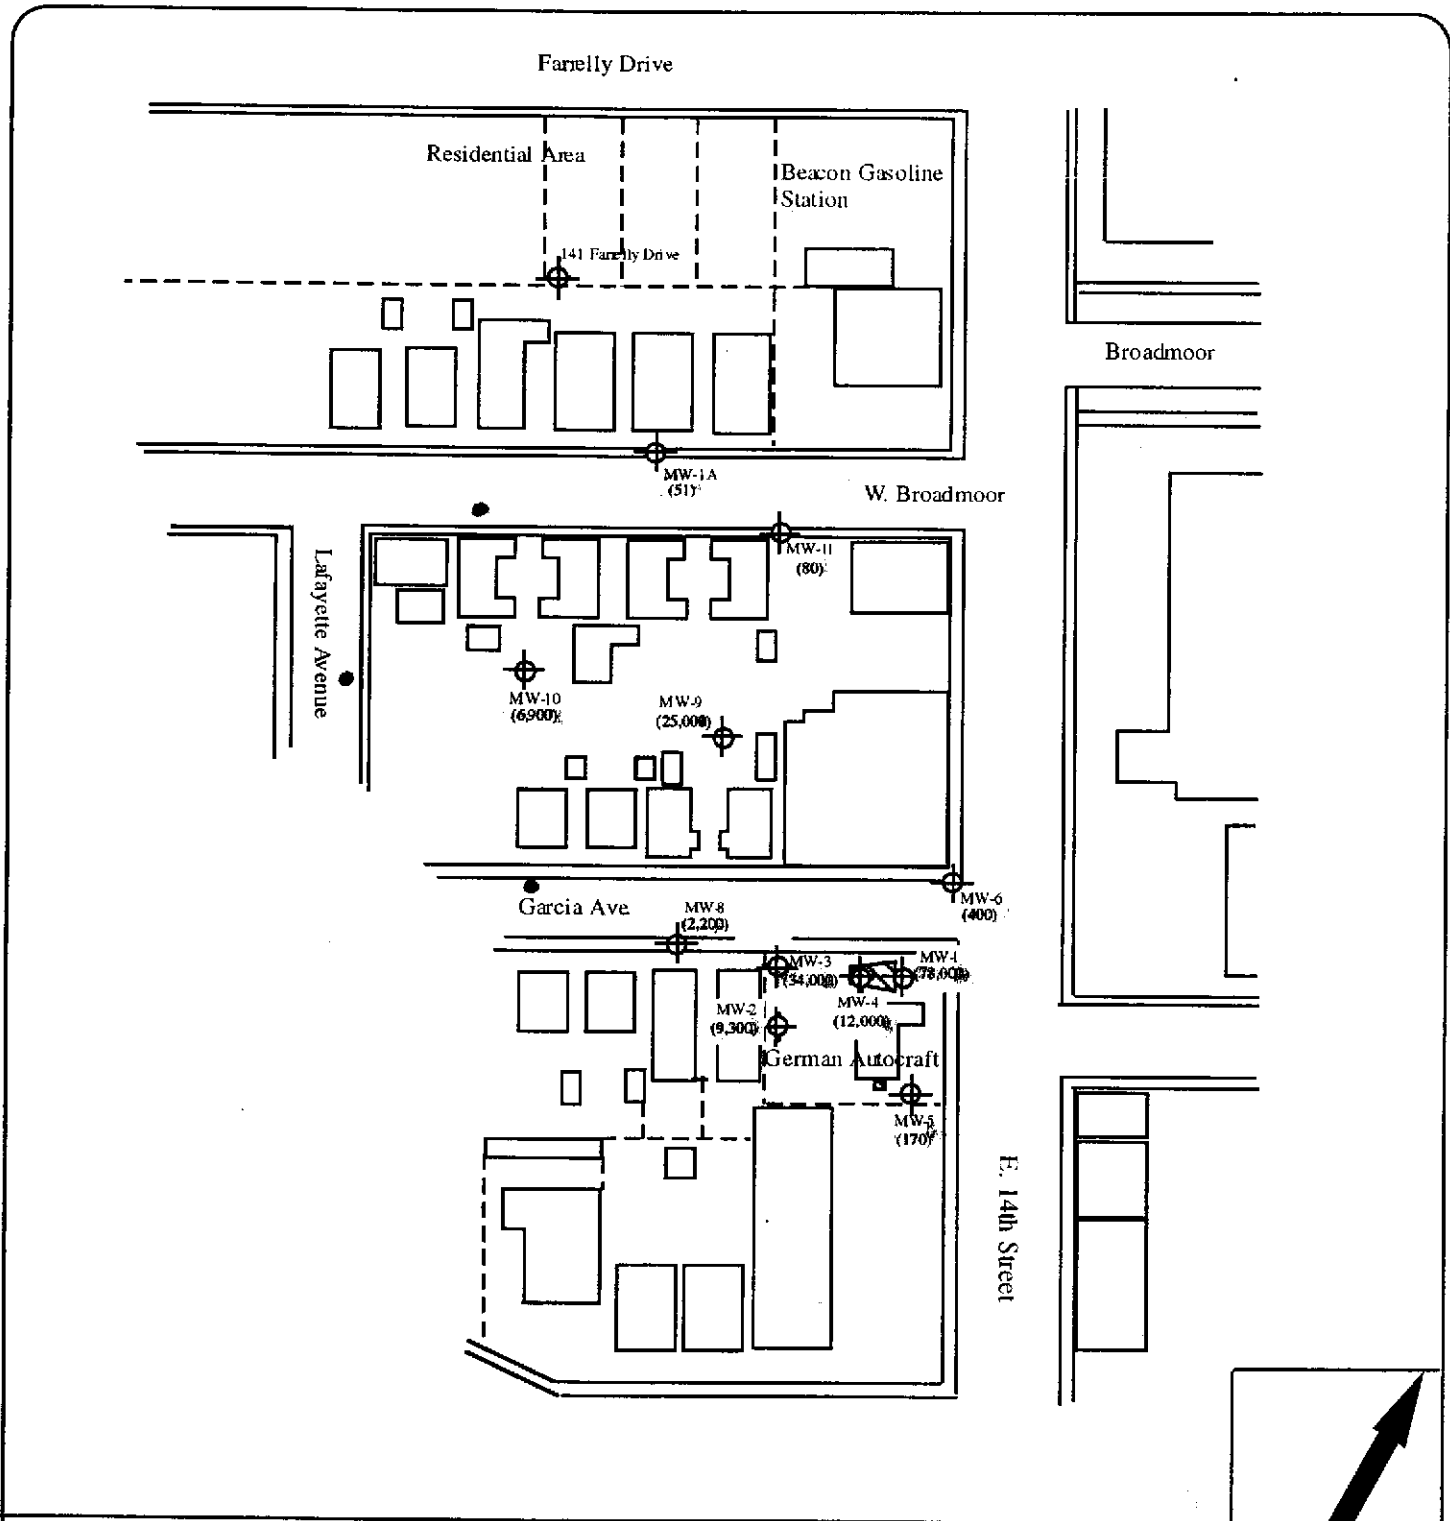 Farrelly Drive
Residential Area
Beacon Gasoline
Station
141 Farrelly Drive
Broadmoor
MW-1A
(51)
W. Broadmoor
MW-11
(80)
Lafayette Avenue
MW-10
(6,900)
MW-9
(25,000)
Garcia Ave
MW-8
(2,200)
MW-6
(400)
MW-3
(34,000)
MW-1
(78,000)
MW-2
(9,300)
MW-4
(12,000)
German Autocraft
MW-5
(170)
E. 14th Street